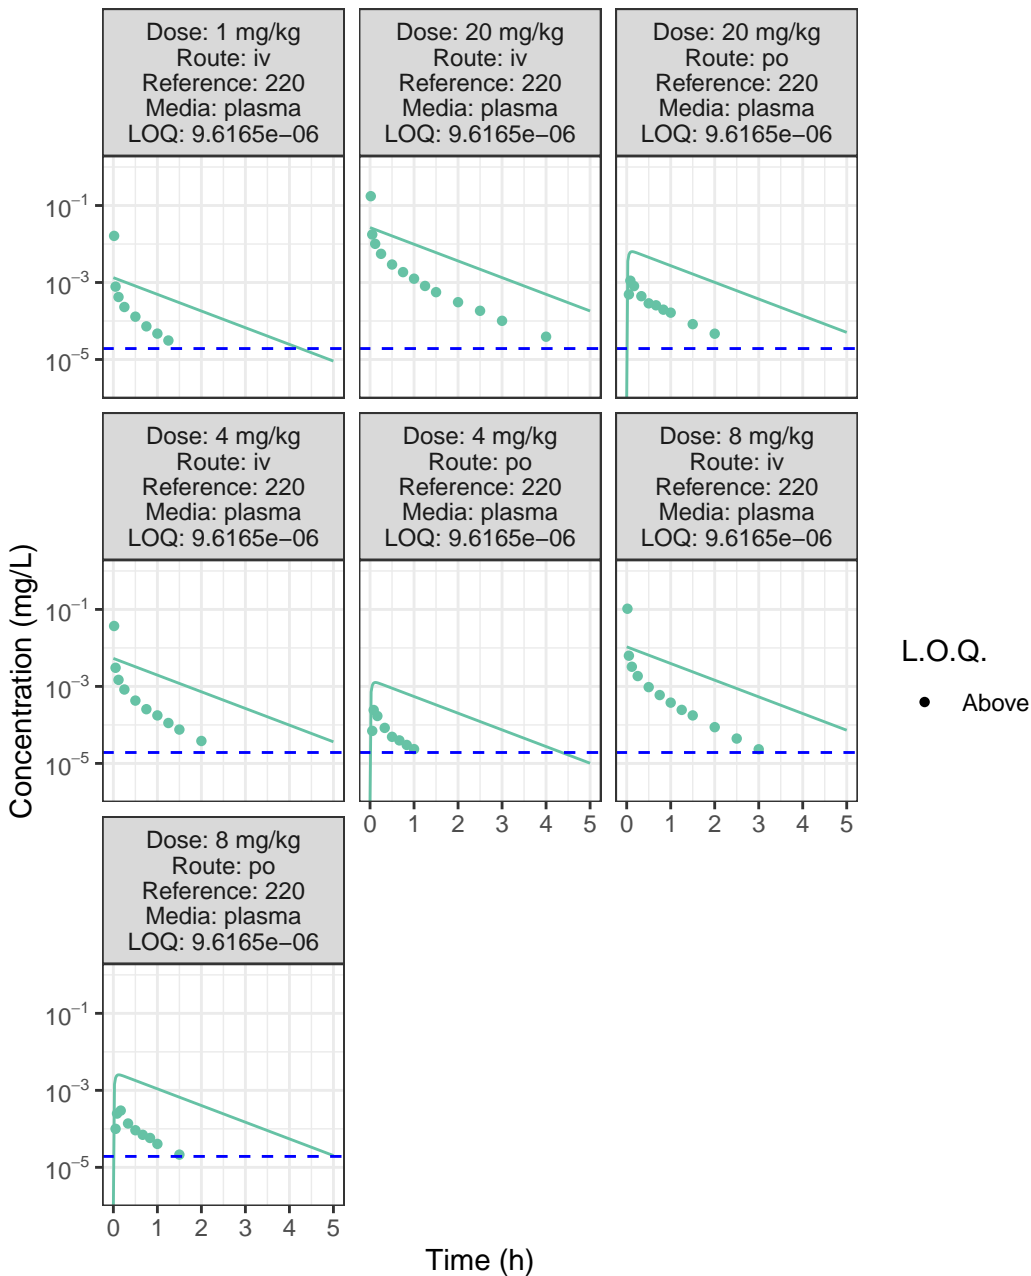 Dose: 1 mg/kg
Route: iv
Reference: 220
Media: plasma
LOQ: 9.6165e−06
Dose: 20 mg/kg
Route: iv
Reference: 220
Media: plasma
LOQ: 9.6165e−06
Dose: 20 mg/kg
Route: po
Reference: 220
Media: plasma
LOQ: 9.6165e−06
10⁻¹
10⁻³
10⁻⁵
Dose: 4 mg/kg
Route: iv
Reference: 220
Media: plasma
LOQ: 9.6165e−06
Dose: 4 mg/kg
Route: po
Reference: 220
Media: plasma
LOQ: 9.6165e−06
Dose: 8 mg/kg
Route: iv
Reference: 220
Media: plasma
LOQ: 9.6165e−06
10⁻¹
10⁻³
10⁻⁵
0 1 2 3 4 5
0 1 2 3 4 5
Dose: 8 mg/kg
Route: po
Reference: 220
Media: plasma
LOQ: 9.6165e−06
10⁻¹
10⁻³
10⁻⁵
0 1 2 3 4 5
Time (h)
Concentration (mg/L)
L.O.Q.
Above